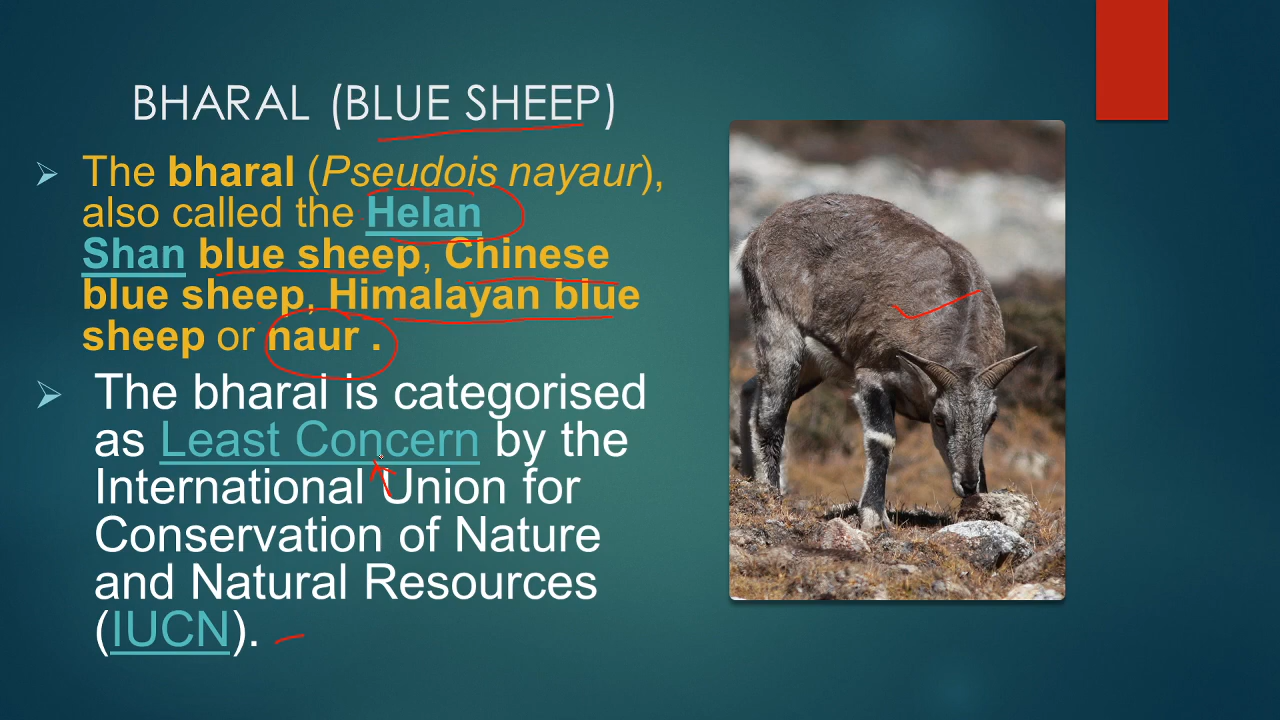 BHARAL (BLUE SHEEP)
The bharal (Pseudois nayaur),
also called the Helan
Shan blue sheep, Chinese
blue sheep, Himalayan blue
sheep or naur .
The bharal is categorised
as Least Concern by the
International Union for
Conservation of Nature
and Natural Resources
(IUCN).